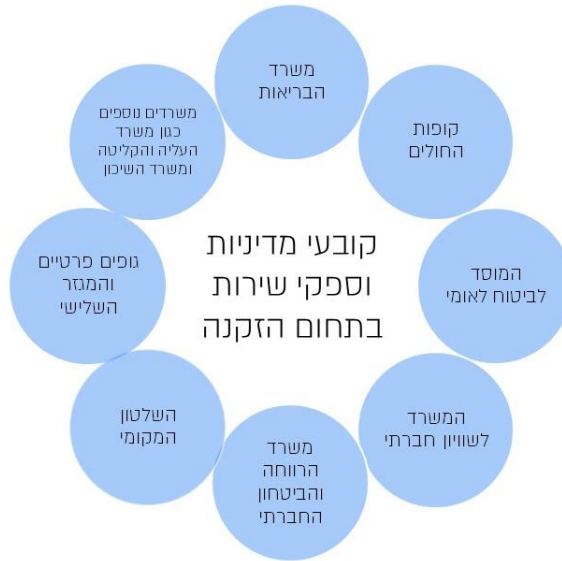 קובעי מדיניות
וספקי שירות
בתחום הזקנה
משרד
הבריאות
קופות
החולים
המוסד
לביטוח לאומי
המשרד
לשוויון חברתי
משרד
הרווחה
והביטחון
החברתי
השלטון
המקומי
גופים פרטיים
והמגזר
השלישי
משרדים נוספים
כגון משרד
העליה והקליטה
ומשרד השיכון